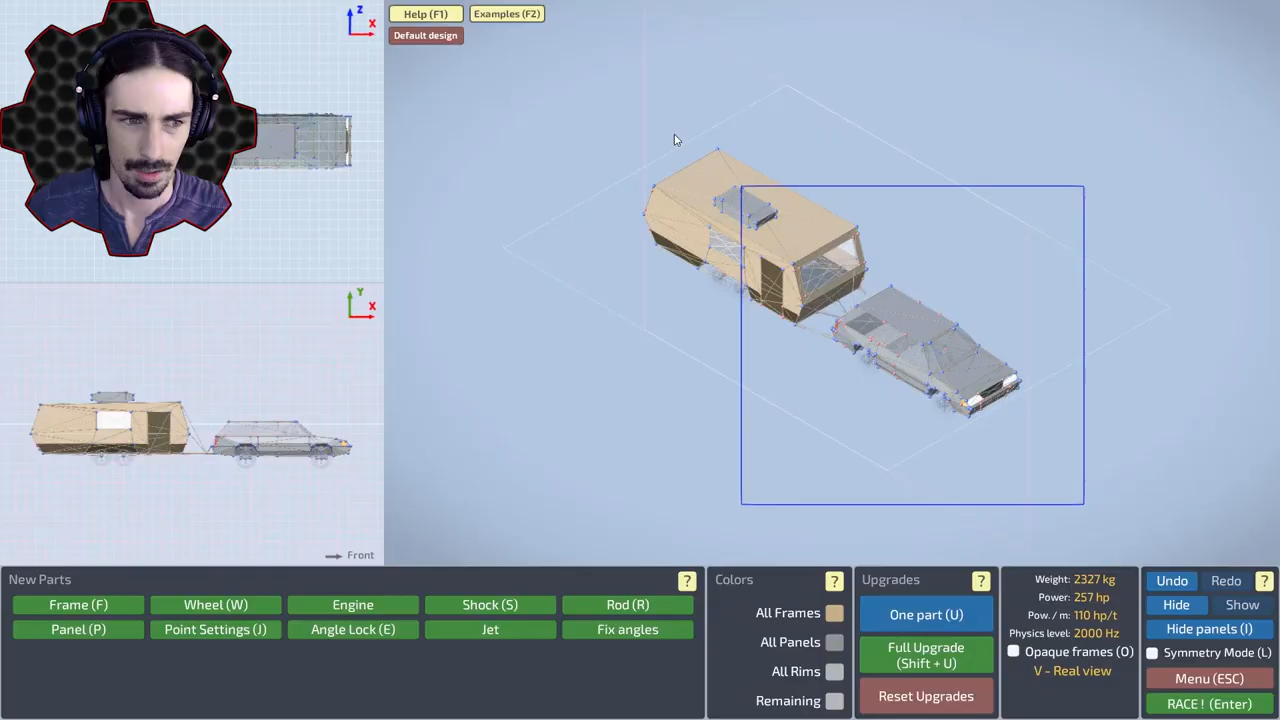 Z
X
Help (F1)
Examples (F2)
Default design
Y
X
Front
New Parts
?
Frame (F)
Wheel (W)
Engine
Shock (S)
Rod (R)
Panel (P)
Point Settings (J)
Angle Lock (E)
Jet
Fix angles
Colors
?
All Frames
All Panels
All Rims
Remaining
Upgrades
?
One part (U)
Full Upgrade
(Shift + U)
Reset Upgrades
Weight: 2327 kg
Power: 257 hp
Pow. / m: 110 hp/t
Physics level: 2000 Hz
Opaque frames (O)
V - Real view
Undo
Redo
?
Hide
Show
Hide panels (I)
Symmetry Mode (L)
Menu (ESC)
RACE ! (Enter)